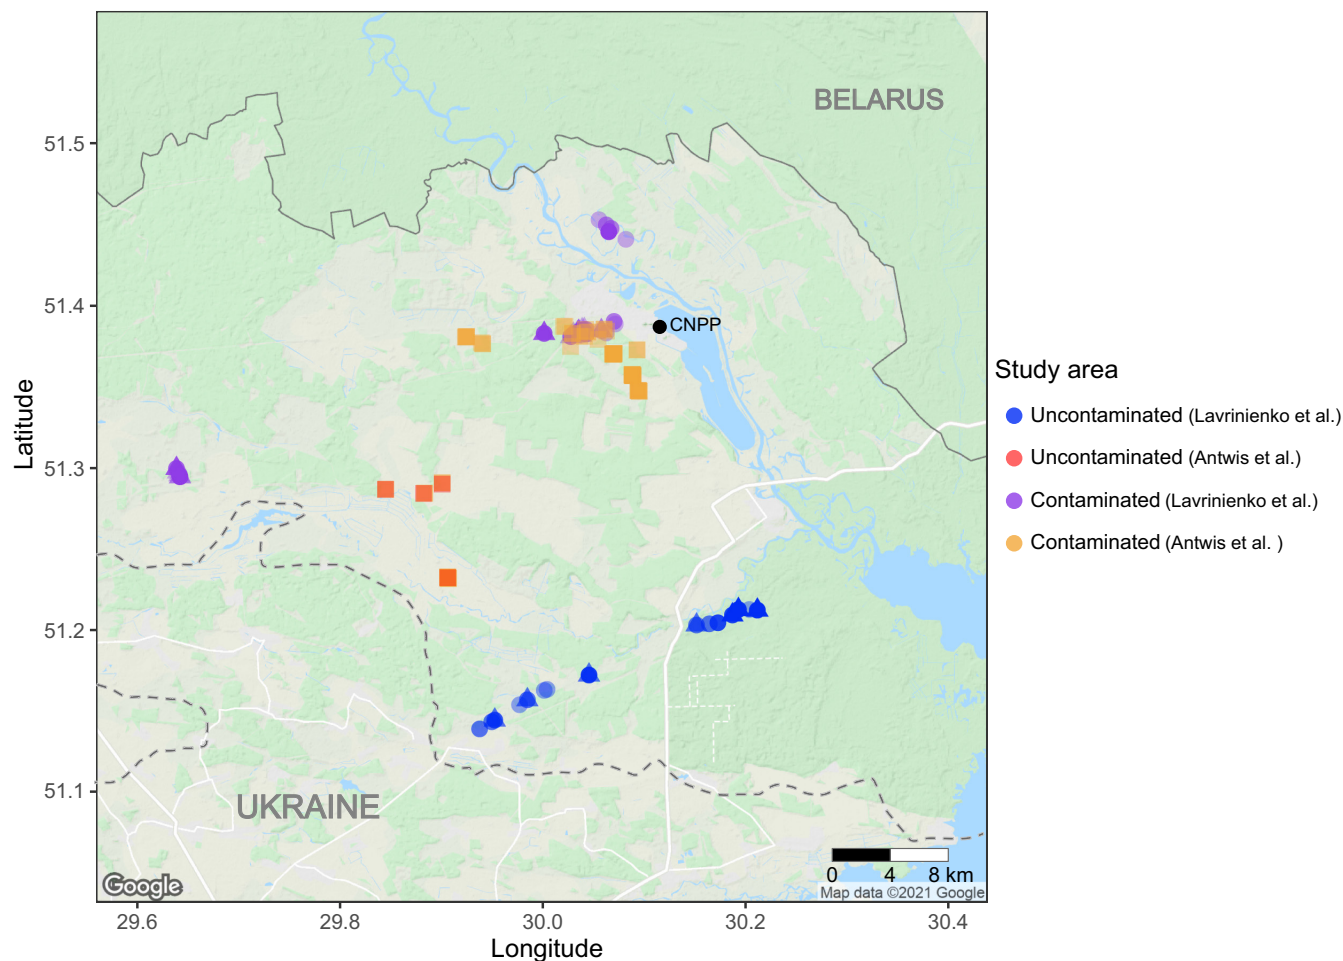 BELARUS
51.5
51.4
CNPP
51.3
51.2
51.1
Latitude
UKRAINE
0 4 8 km
Google
Map data ©2021 Google
29.6 29.8 30.0 30.2 30.4
Longitude
Study area
Uncontaminated (Lavrinienko et al.)
Uncontaminated (Antwis et al.)
Contaminated (Lavrinienko et al.)
Contaminated (Antwis et al. )